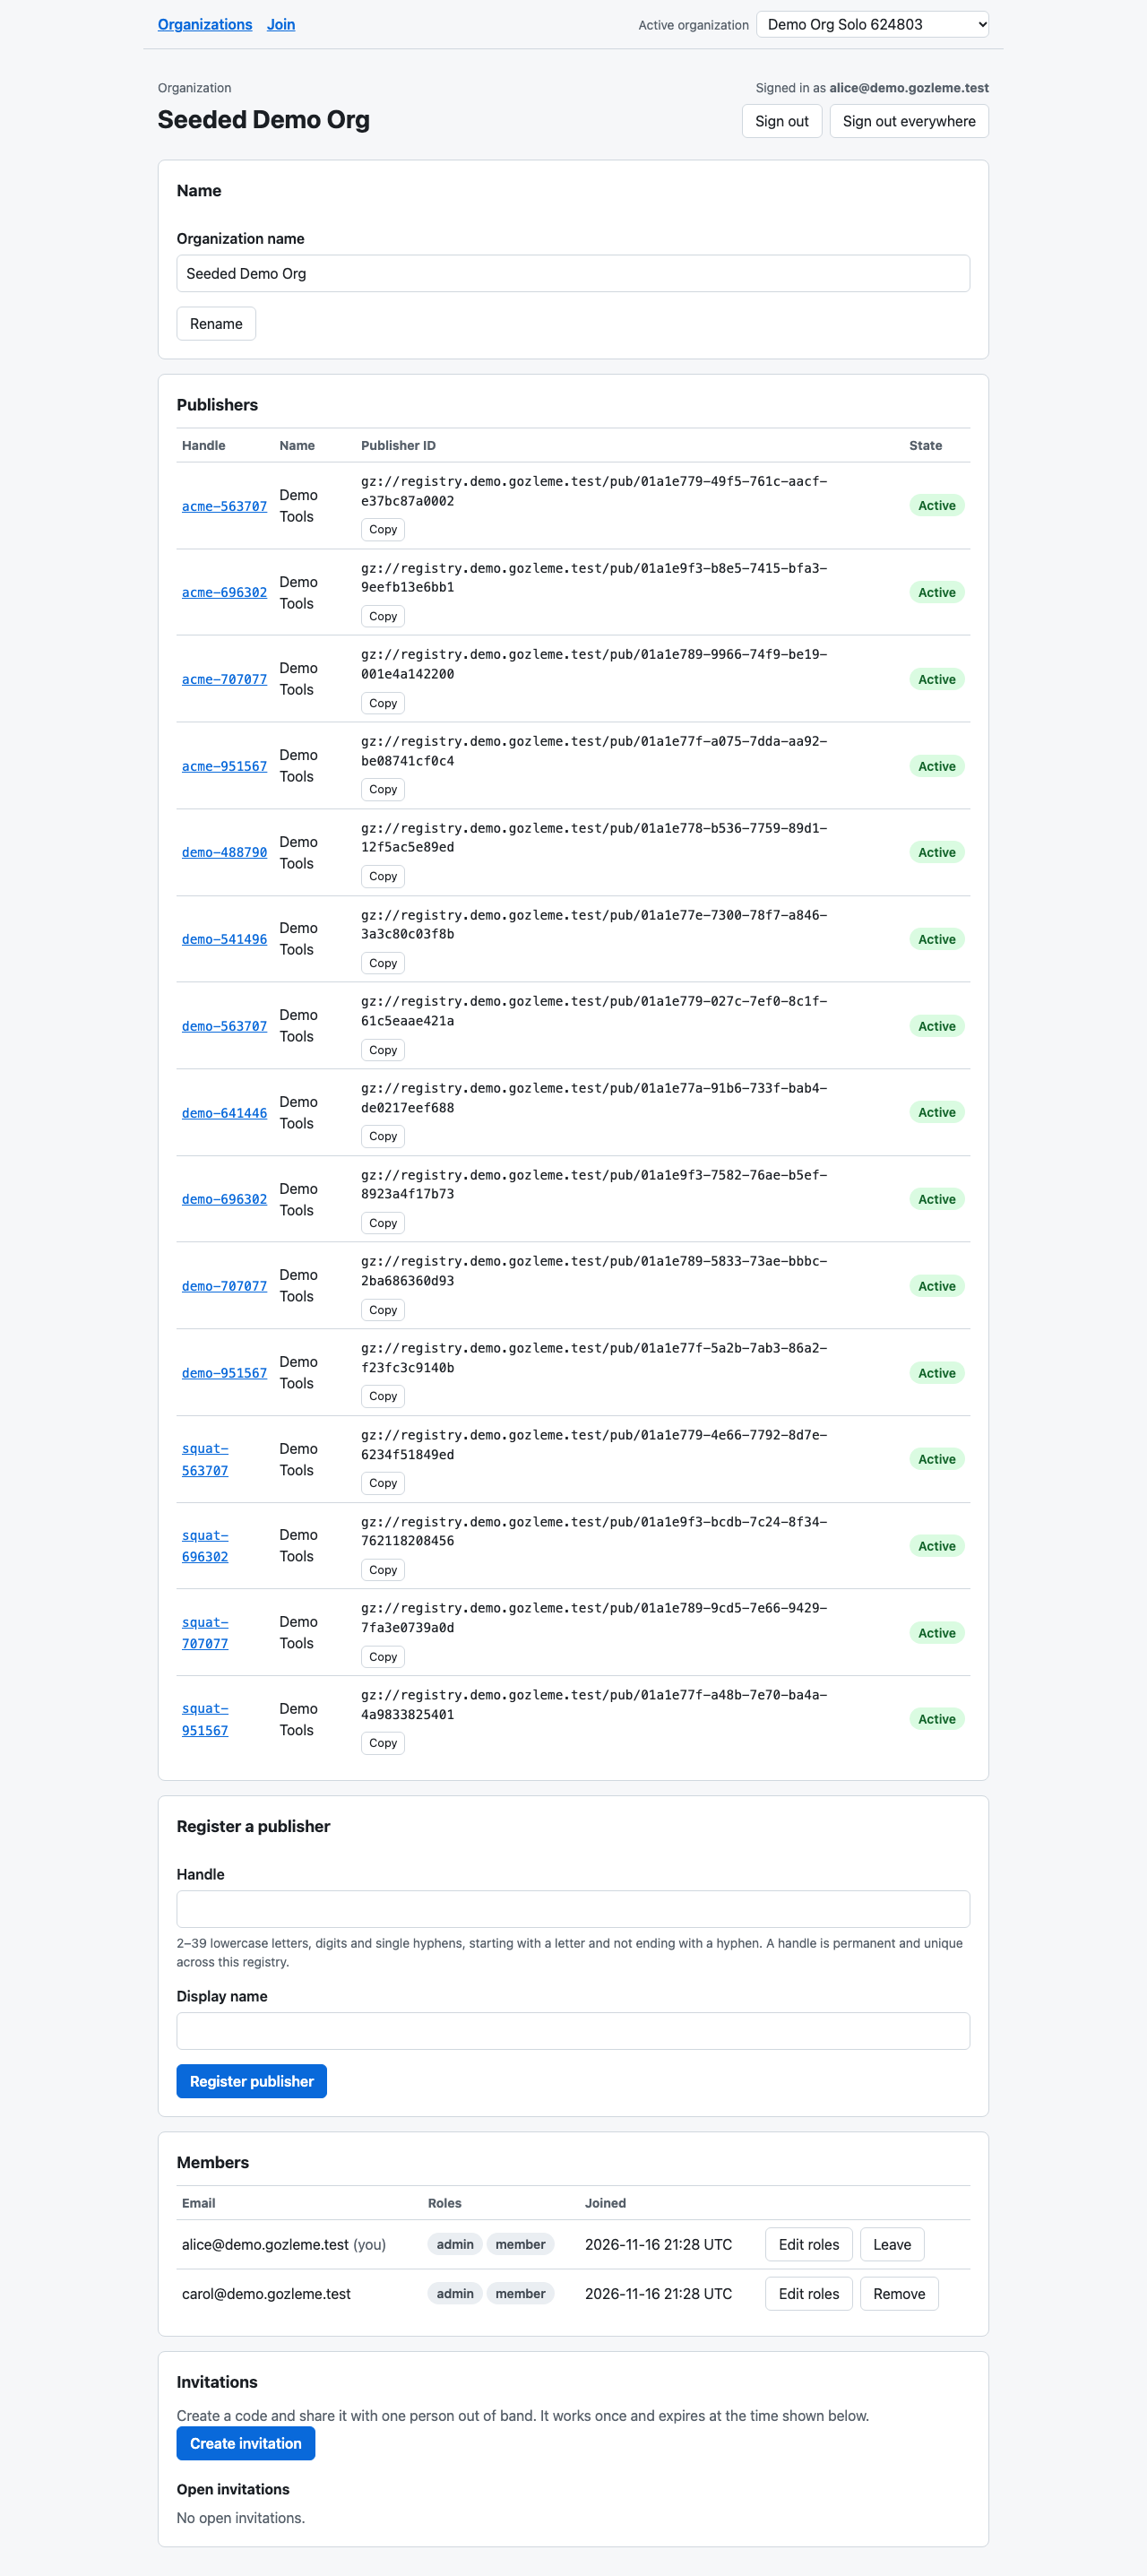 Organizations Join Active organization Demo Org Solo 624803
Organization Signed in as alice@demo.gozleme.test
Seeded Demo Org Sign out Sign out everywhere
Name
Organization name
Seeded Demo Org
Rename
Publishers
Handle Name Publisher ID State
acme-563707 Demo Tools gz://registry.demo.gozleme.test/pub/01a1e779-49f5-761c-aacf-
e37bc87a0002 Active
Copy
acme-696302 Demo Tools gz://registry.demo.gozleme.test/pub/01a1e9f3-b8e5-7415-bfa3-
9eefb13e6bb1 Active
Copy
acme-707077 Demo Tools gz://registry.demo.gozleme.test/pub/01a1e789-9966-74f9-be19-
001e4a142200 Active
Copy
acme-951567 Demo Tools gz://registry.demo.gozleme.test/pub/01a1e77f-a075-7dda-aa92-
be08741cf0c4 Active
Copy
demo-488790 Demo Tools gz://registry.demo.gozleme.test/pub/01a1e778-b536-7759-89d1-
12f5ac5e89ed Active
Copy
demo-541496 Demo Tools gz://registry.demo.gozleme.test/pub/01a1e77e-7300-78f7-a846-
3a3c80c03f8b Active
Copy
demo-563707 Demo Tools gz://registry.demo.gozleme.test/pub/01a1e779-027c-7ef0-8c1f-
61c5eaae421a Active
Copy
demo-641446 Demo Tools gz://registry.demo.gozleme.test/pub/01a1e77a-91b6-733f-bab4-
de0217eef688 Active
Copy
demo-696302 Demo Tools gz://registry.demo.gozleme.test/pub/01a1e9f3-7582-76ae-b5ef-
8923a4f17b73 Active
Copy
demo-707077 Demo Tools gz://registry.demo.gozleme.test/pub/01a1e789-5833-73ae-bbbc-
2ba686360d93 Active
Copy
demo-951567 Demo Tools gz://registry.demo.gozleme.test/pub/01a1e77f-5a2b-7ab3-86a2-
f23fc3c9140b Active
Copy
squat-563707 Demo Tools gz://registry.demo.gozleme.test/pub/01a1e779-4e66-7792-8d7e-
6234f51849ed Active
Copy
squat-696302 Demo Tools gz://registry.demo.gozleme.test/pub/01a1e9f3-bcdb-7c24-8f34-
762118208456 Active
Copy
squat-707077 Demo Tools gz://registry.demo.gozleme.test/pub/01a1e789-9cd5-7e66-9429-
7fa3e0739a0d Active
Copy
squat-951567 Demo Tools gz://registry.demo.gozleme.test/pub/01a1e77f-a48b-7e70-ba4a-
4a9833825401 Active
Copy
Register a publisher
Handle
2–39 lowercase letters, digits and single hyphens, starting with a letter and not ending with a hyphen. A handle is permanent and unique
across this registry.
Display name
Register publisher
Members
Email Roles Joined
alice@demo.gozleme.test (you) admin member 2026-11-16 21:28 UTC Edit roles Leave
carol@demo.gozleme.test admin member 2026-11-16 21:28 UTC Edit roles Remove
Invitations
Create a code and share it with one person out of band. It works once and expires at the time shown below.
Create invitation
Open invitations
No open invitations.